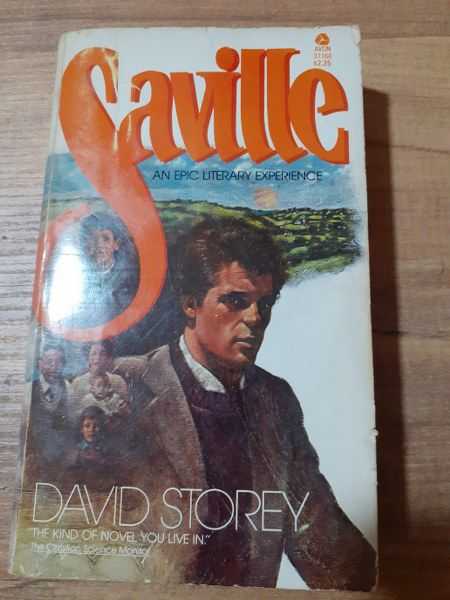 Saville
AVON
37168
$2.25
AN EPIC LITERARY EXPERIENCE
DAVID STOREY
THE KIND OF NOVEL YOU LIVE IN."
The Christian Science Monitor